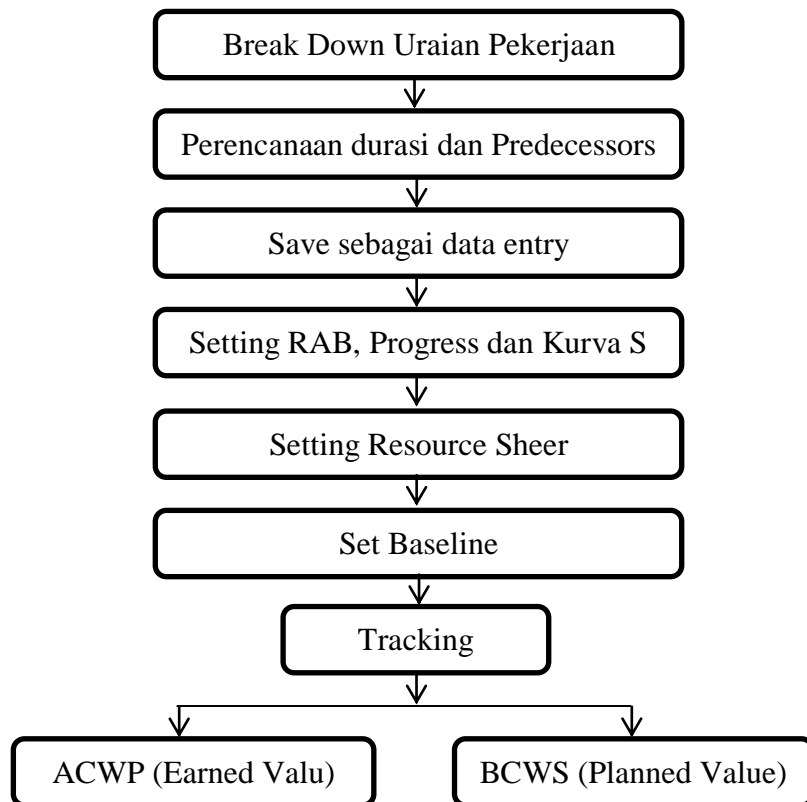 Break Down Uraian Pekerjaan
Perencanaan durasi dan Predecessors
Save sebagai data entry
Setting RAB, Progress dan Kurva S
Setting Resource Sheer
Set Baseline
Tracking
ACWP (Earned Valu)
BCWS (Planned Value)